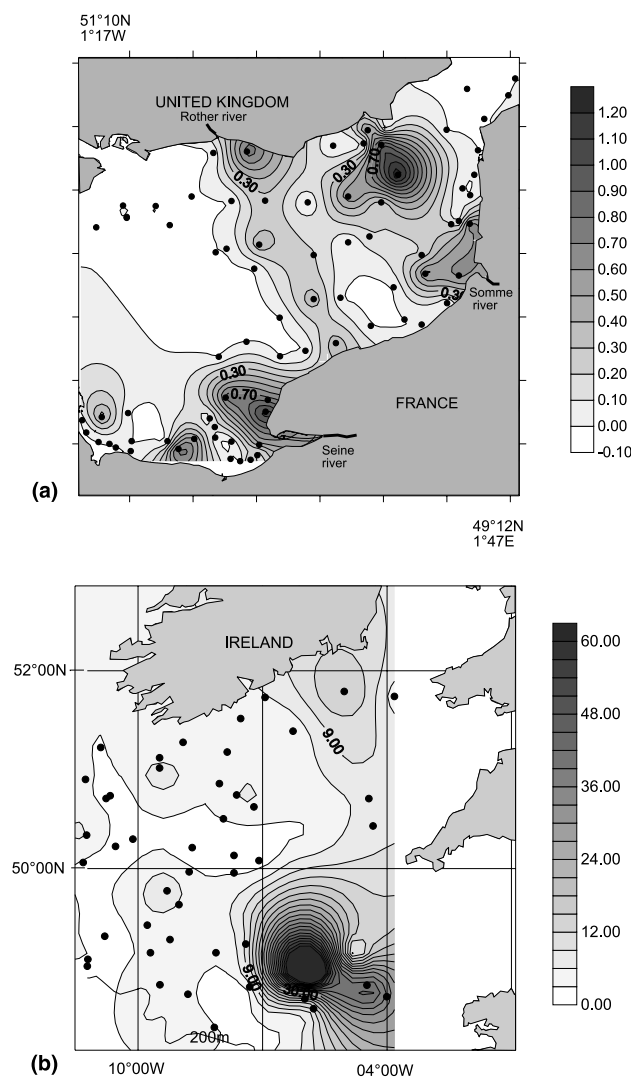 51°10N
1°17W
UNITED KINGDOM
Rother river
0.30
0.30
0.70
Somme
river
0.30
0.70
FRANCE
Seine
river
(a)
1.20
1.10
1.00
0.90
0.80
0.70
0.60
0.50
0.40
0.30
0.20
0.10
0.00
-0.10
49°12N
1°47E
IRELAND
52°00N
9.00
50°00N
9.00
200m
(b)
10°00W
04°00W
60.00
48.00
36.00
24.00
12.00
0.00